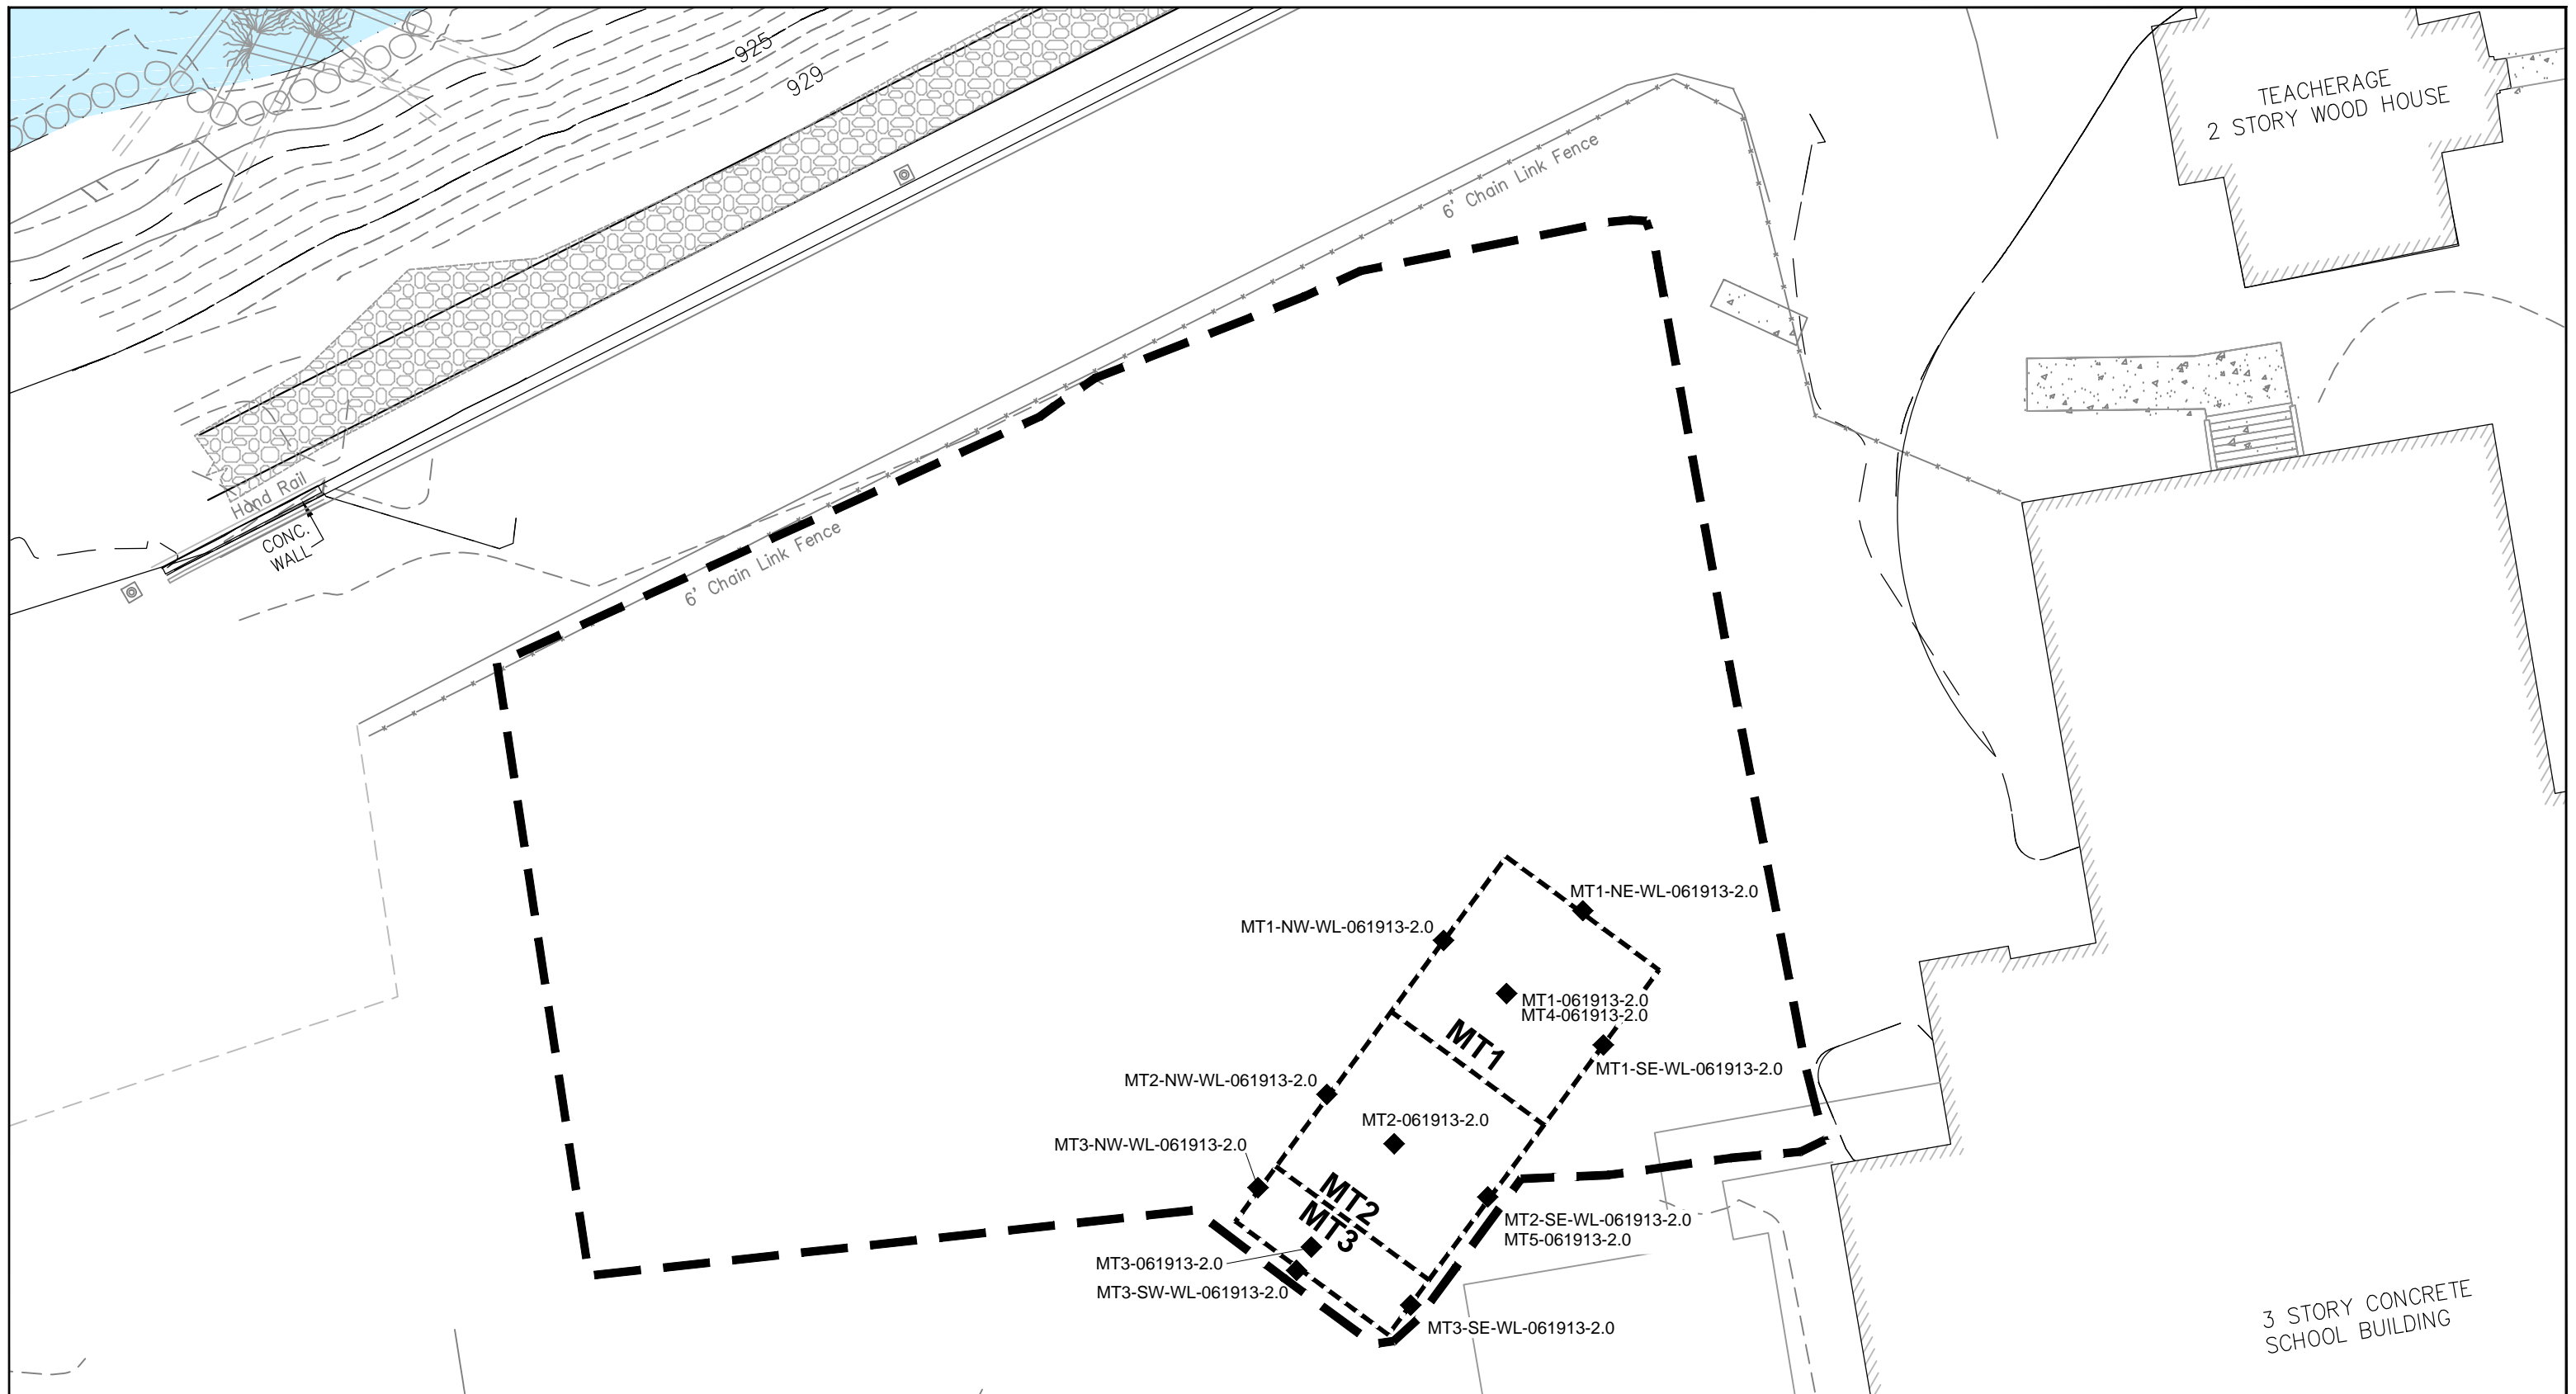 925
929
TEACHERAGE
2 STORY WOOD HOUSE
6' Chain Link Fence
Hand Rail
CONC.
WALL
6' Chain Link Fence
MT1-NE-WL-061913-2.0
MT1-NW-WL-061913-2.0
MT1-061913-2.0
MT4-061913-2.0
MT1
MT1-SE-WL-061913-2.0
MT2-NW-WL-061913-2.0
MT2-061913-2.0
MT3-NW-WL-061913-2.0
MT2
MT3
MT2-SE-WL-061913-2.0
MT5-061913-2.0
MT3-061913-2.0
MT3-SW-WL-061913-2.0
MT3-SE-WL-061913-2.0
3 STORY CONCRETE
SCHOOL BUILDING